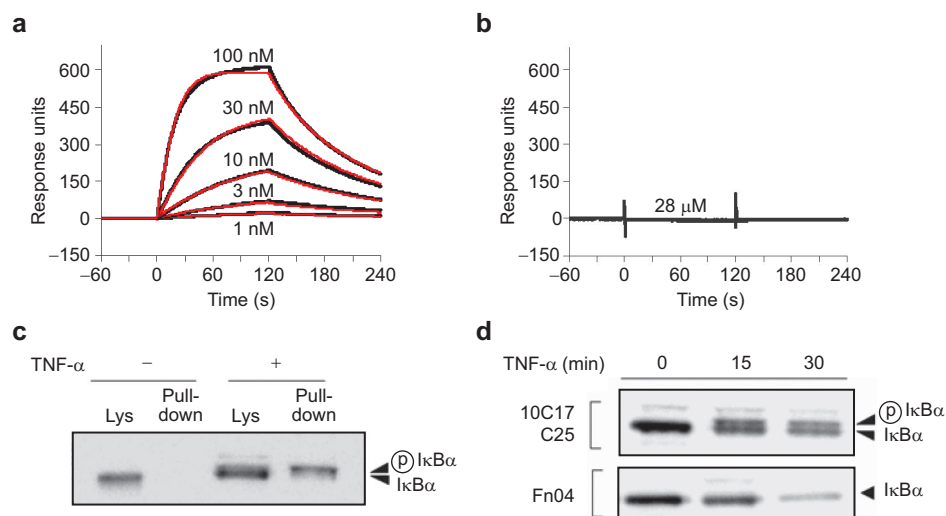 a
100 nM
30 nM
10 nM
3 nM
1 nM
600
450
300
150
0
−150
−60 0 60 120 180 240
Response units
Time (s)
b
28 μM
600
450
300
150
0
−150
−60 0 60 120 180 240
Response units
Time (s)
c
TNF-α − +
Lys Pull-down Lys Pull-down
ⓟ IκBα
IκBα
d
TNF-α (min) 0 15 30
10C17
C25
ⓟ IκBα
IκBα
Fn04
IκBα